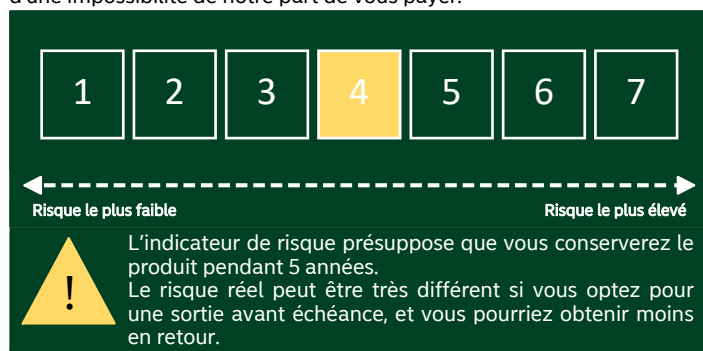 d'une impossibilité de notre part de vous payer.
1 2 3 4 5 6 7
Risque le plus faible Risque le plus élevé
!
L'indicateur de risque présuppose que vous conserverez le
produit pendant 5 années.
Le risque réel peut être très différent si vous optez pour
une sortie avant échéance, et vous pourriez obtenir moins
en retour.